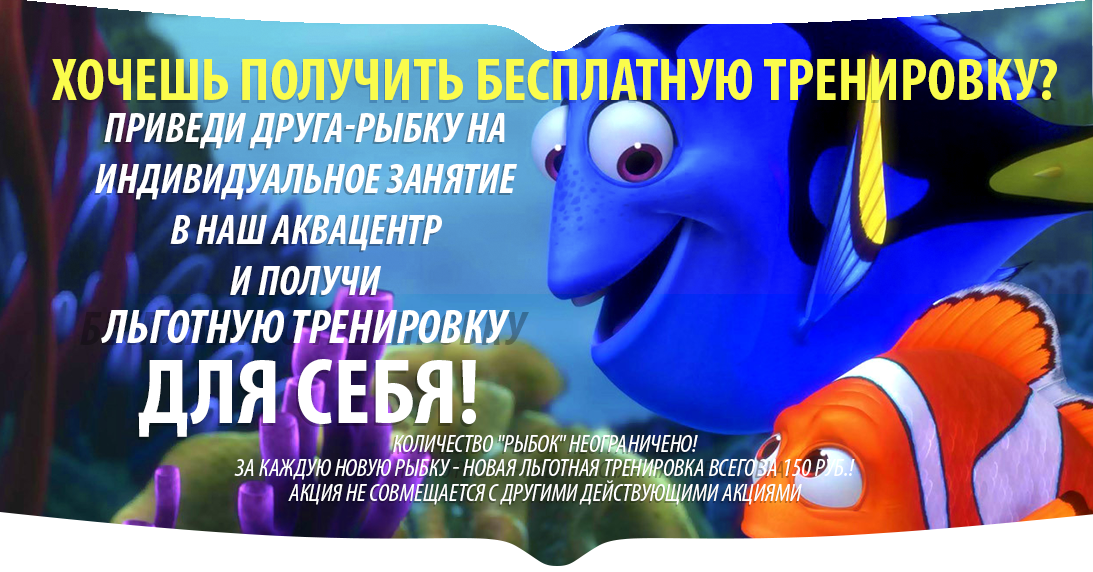 ХОЧЕШЬ ПОЛУЧИТЬ БЕСПЛАТНУЮ ТРЕНИРОВКУ?
ПРИВЕДИ ДРУГА-РЫБКУ НА
ИНДИВИДУАЛЬНОЕ ЗАНЯТИЕ
В НАШ АКВАЦЕНТР
И ПОЛУЧИ
ЛЬГОТНУЮ ТРЕНИРОВКУ
ДЛЯ СЕБЯ!
КОЛИЧЕСТВО "РЫБОК" НЕОГРАНИЧЕНО!
ЗА КАЖДУЮ НОВУЮ РЫБКУ - НОВАЯ ЛЬГОТНАЯ ТРЕНИРОВКА ВСЕГО ЗА 150 РУБ.!
АКЦИЯ НЕ СОВМЕЩАЕТСЯ С ДРУГИМИ ДЕЙСТВУЮЩИМИ АКЦИЯМИ